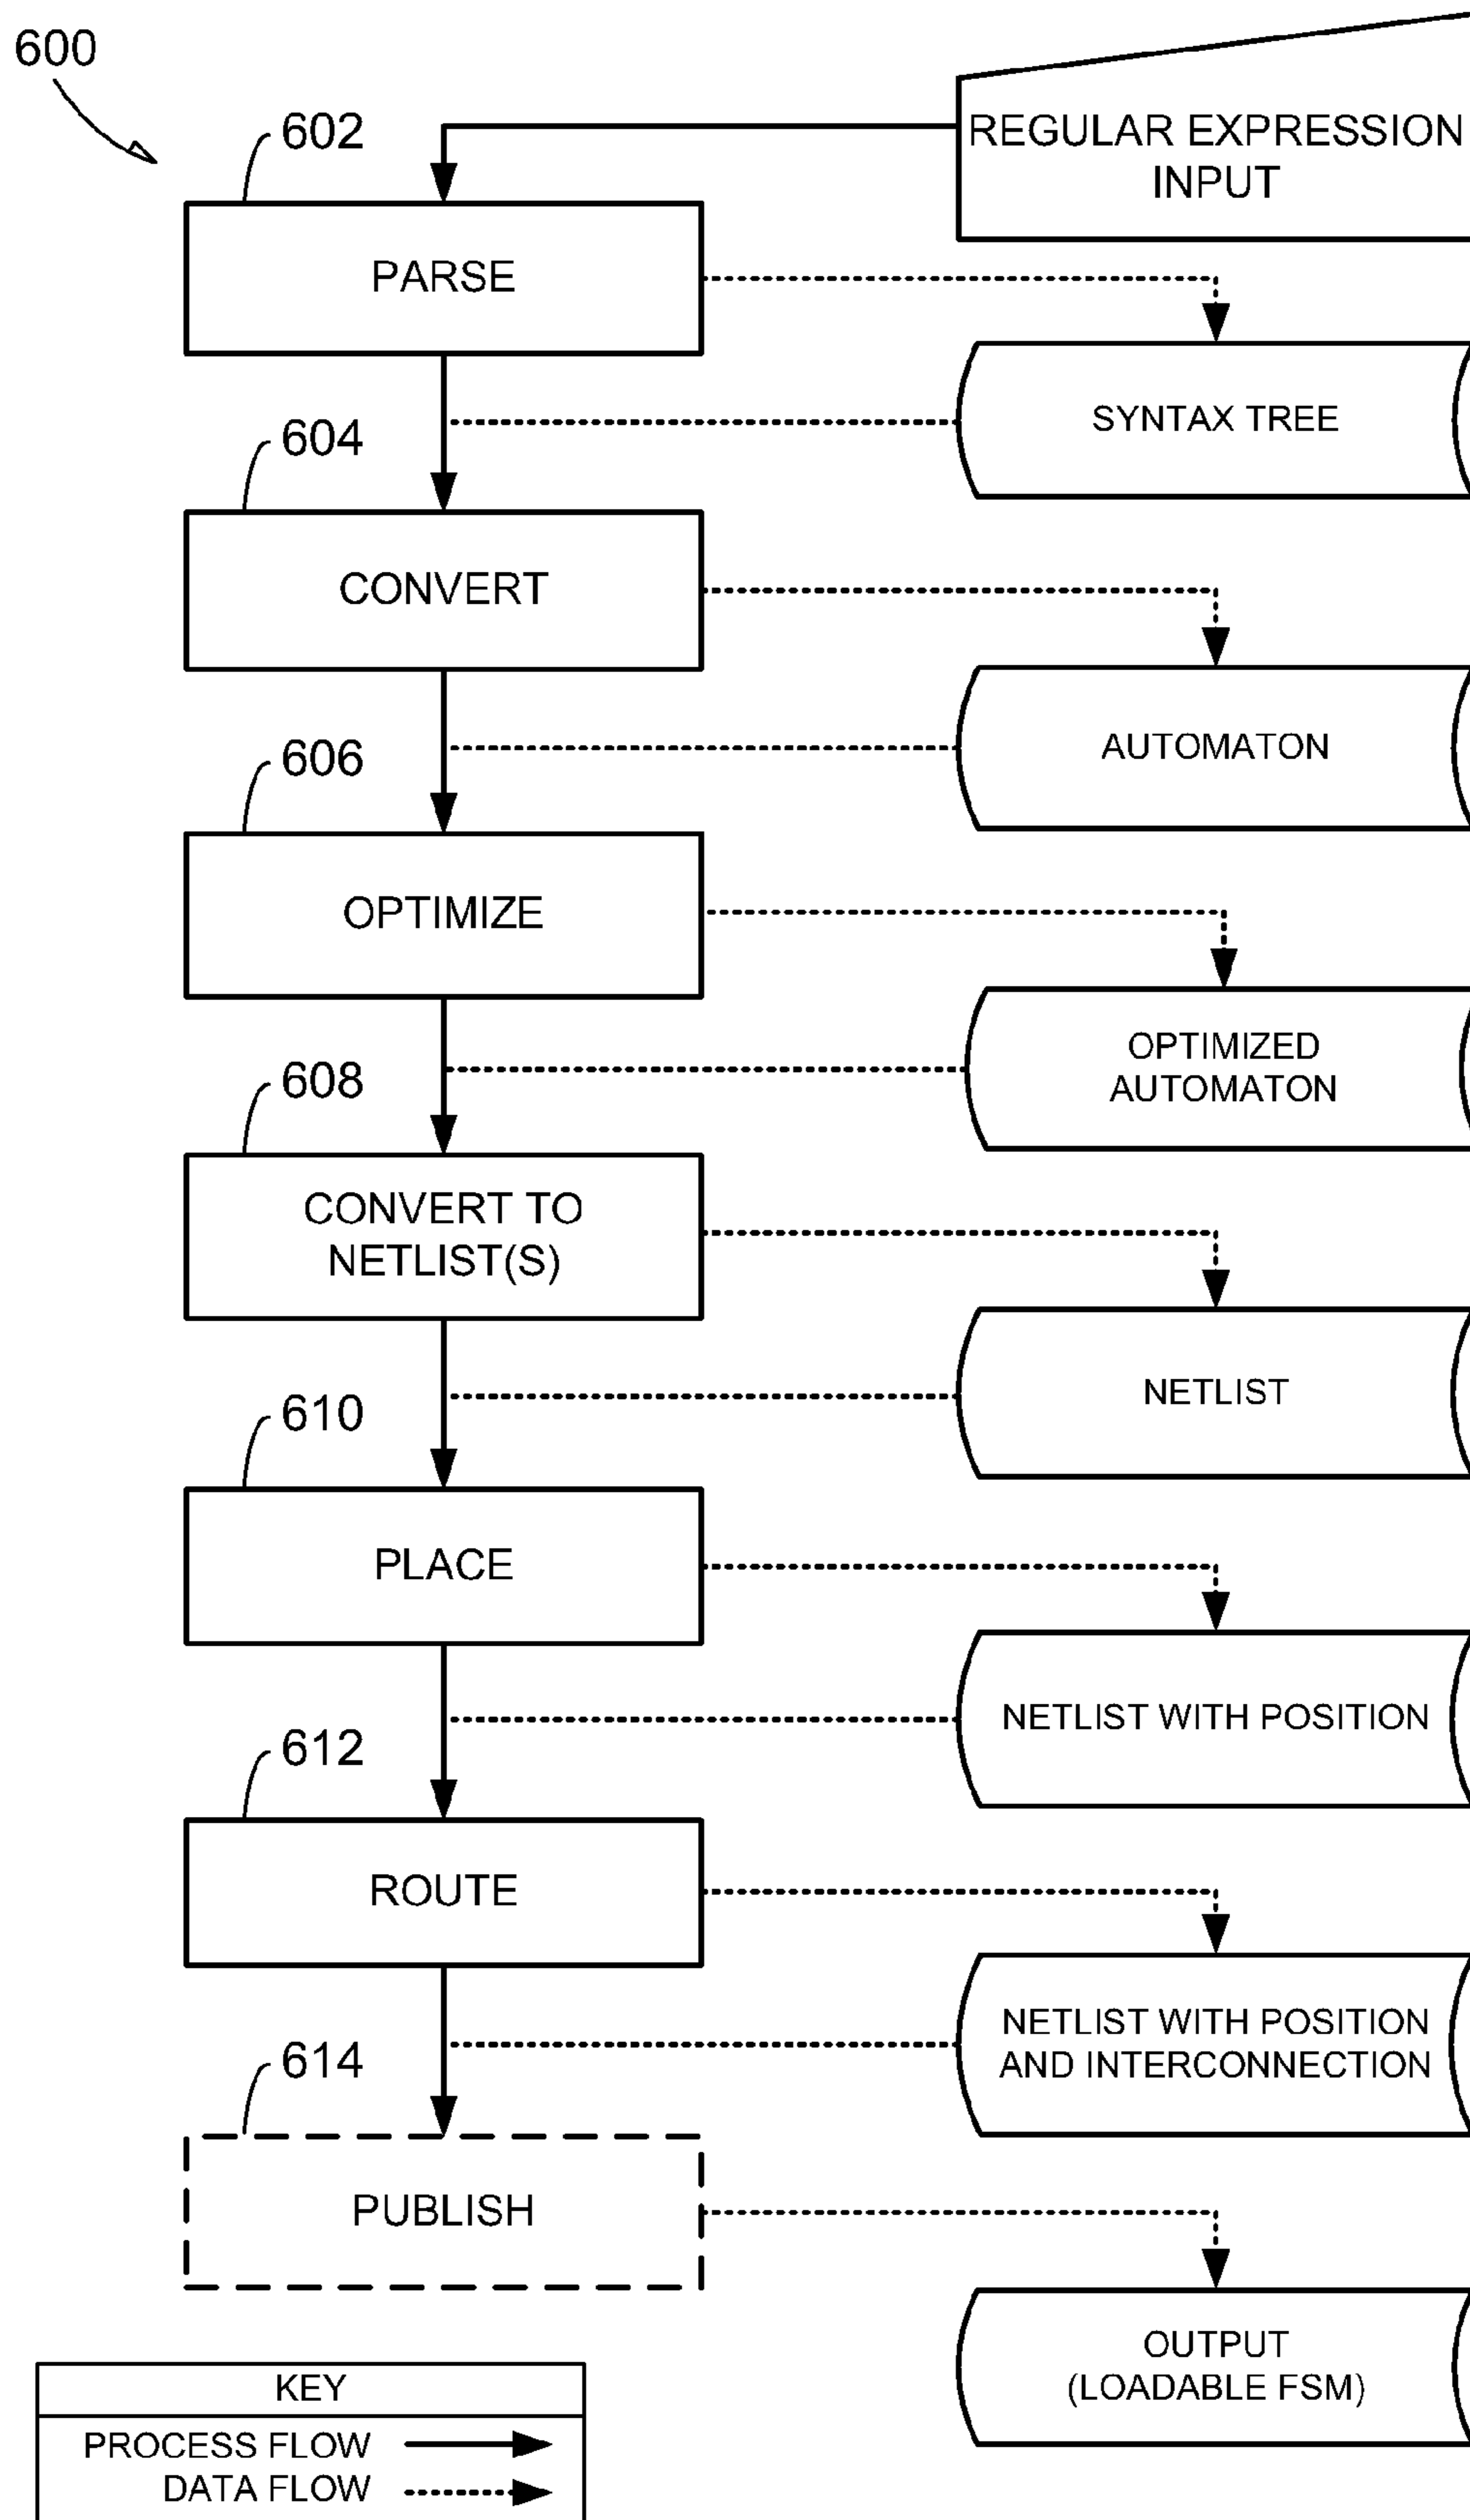 600
602
REGULAR EXPRESSION
INPUT
PARSE
SYNTAX TREE
604
CONVERT
606
AUTOMATON
OPTIMIZE
608
OPTIMIZED
AUTOMATON
CONVERT TO
NETLIST(S)
610
NETLIST
PLACE
612
NETLIST WITH POSITION
ROUTE
614
NETLIST WITH POSITION
AND INTERCONNECTION
PUBLISH
OUTPUT
(LOADABLE FSM)
KEY
PROCESS FLOW
DATA FLOW